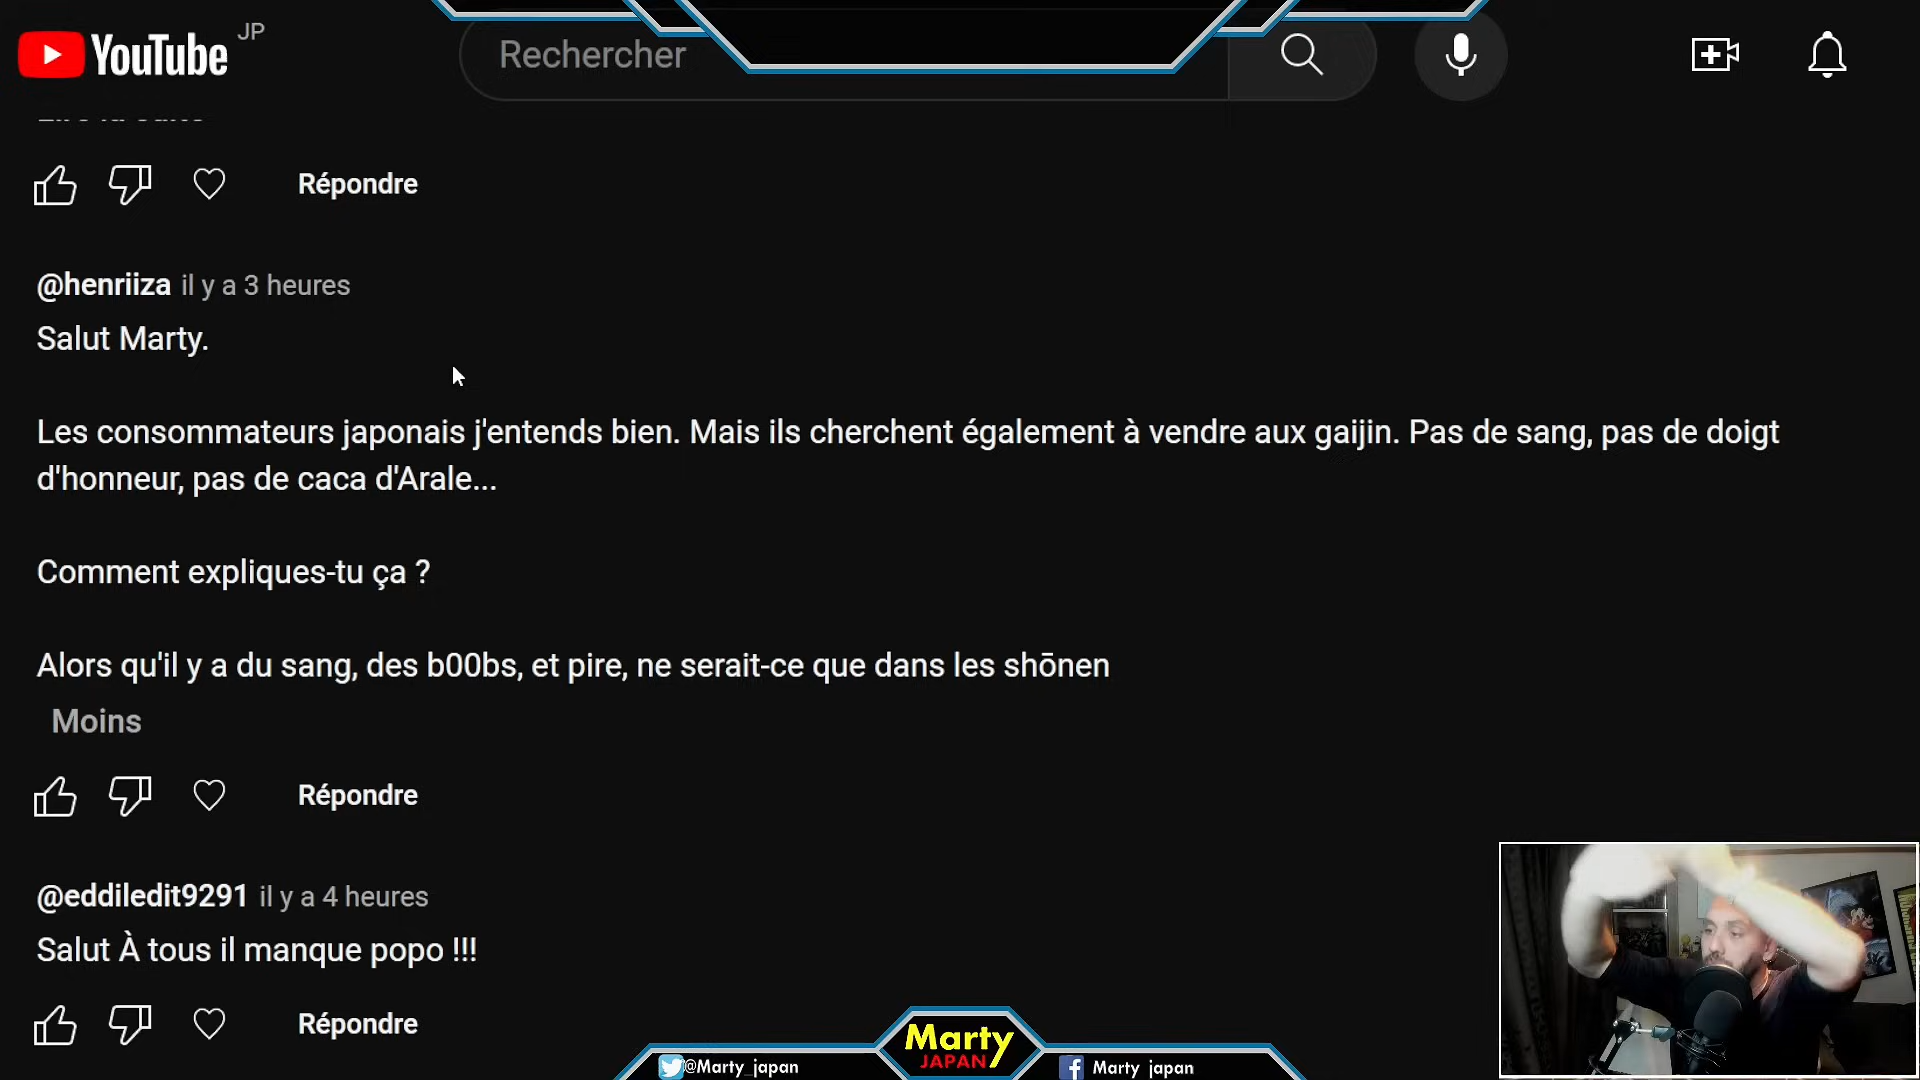 YouTube JP
Rechercher
Répondre
@henriiza il y a 3 heures
Salut Marty.
Les consommateurs japonais j'entends bien. Mais ils cherchent également à vendre aux gaijin. Pas de sang, pas de doigt
d'honneur, pas de caca d'Arale...
Comment expliques-tu ça ?
Alors qu'il y a du sang, des b00bs, et pire, ne serait-ce que dans les shōnen
Moins
Répondre
@eddiledit9291 il y a 4 heures
Salut À tous il manque popo !!!
Répondre
Marty
JAPAN
@Marty_japan
Marty japan